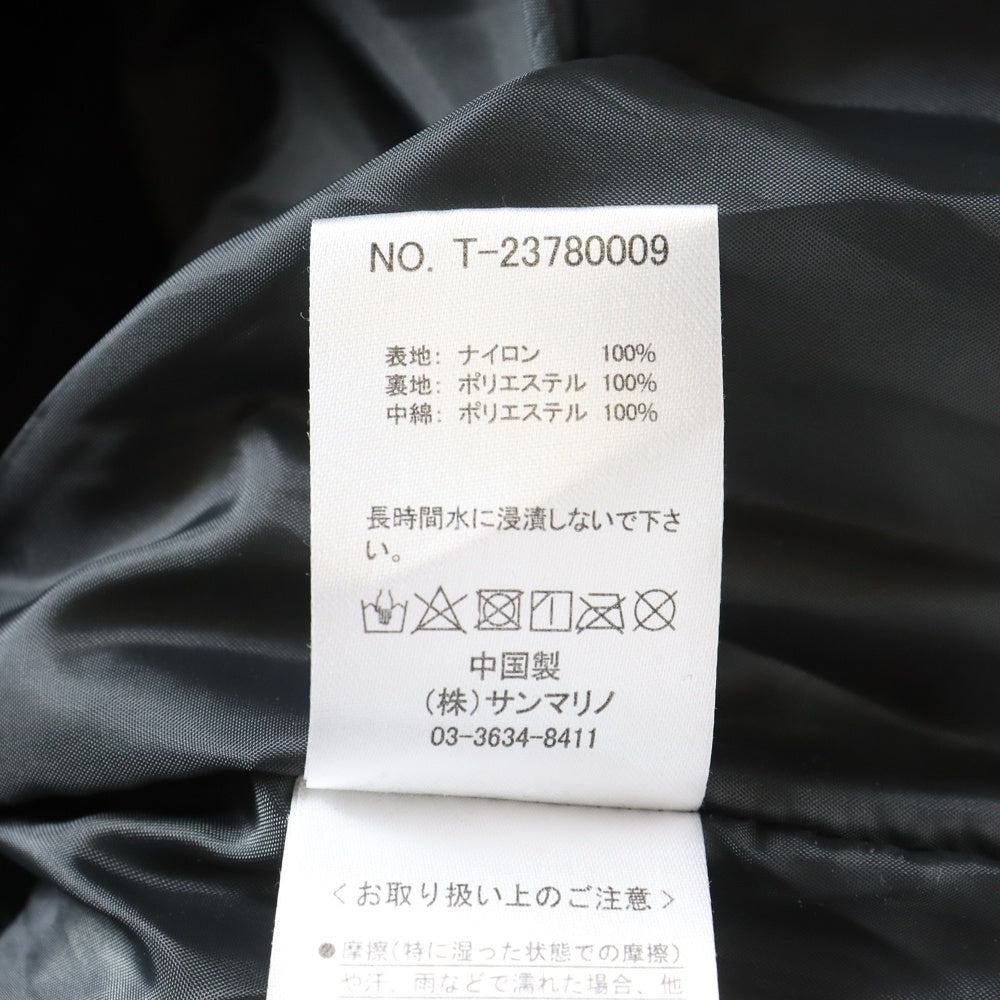 NO. T-23780009
表地: ナイロン 100%
裏地: ポリエステル 100%
中綿: ポリエステル 100%
長時間水に浸漬しないで下さ
い。
中国製
(株)サンマリノ
03-3634-8411
<お取り扱い上のご注意>
●摩擦(特に湿った状態での摩擦)
や汗、雨などで濡れた場合、他